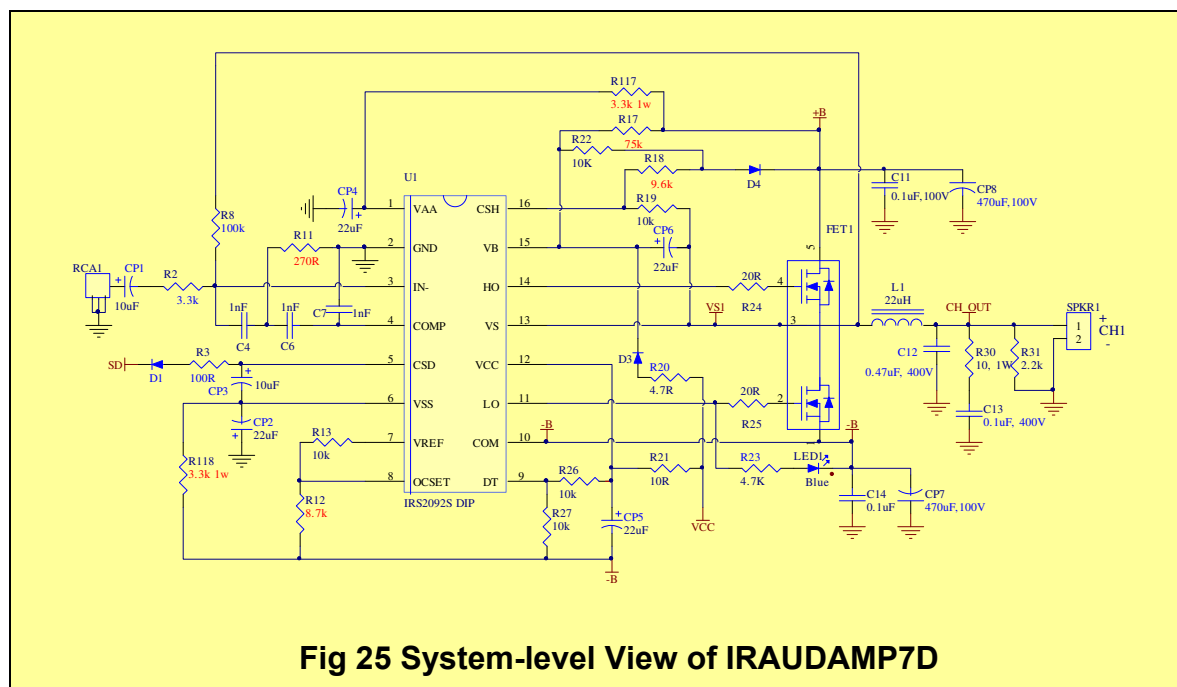 R117
3.3k 1w
R17
75k
+B
R22
10K
R18
9.6k
D4
C11
0.1uF,100V
CP8
470uF,100V
U1
CP4
22uF
1
VAA
CSH
16
R19
10k
FET1
R8
100k
R11
270R
2
GND
VB
15
CP6
22uF
5
RCA1
CP1
10uF
R2
3.3k
3
IN-
HO
14
20R
R24
4
L1
22uH
1nF
C4
1nF
C6
C7
1nF
4
COMP
VS
13
VS1
3
CH_OUT
SPKR1
1
2
+
CH1
-
SD
D1
R3
100R
CP3
10uF
5
CSD
VCC
12
D3
R20
4.7R
C12
0.47uF, 400V
R30
10, 1W
R31
2.2k
6
VSS
LO
11
20R
R25
2
C13
0.1uF, 400V
CP2
22uF
R13
10k
7
VREF
COM
10
-B
1
-B
R118
3.3k 1w
8
OCSET
DT
9
R26
10k
R21
10R
R23
4.7K
LED1
Blue
R12
8.7k
IRS2092S DIP
R27
10k
CP5
22uF
VCC
C14
0.1uF
CP7
470uF,100V
-B
Fig 25 System-level View of IRAUDAMP7D